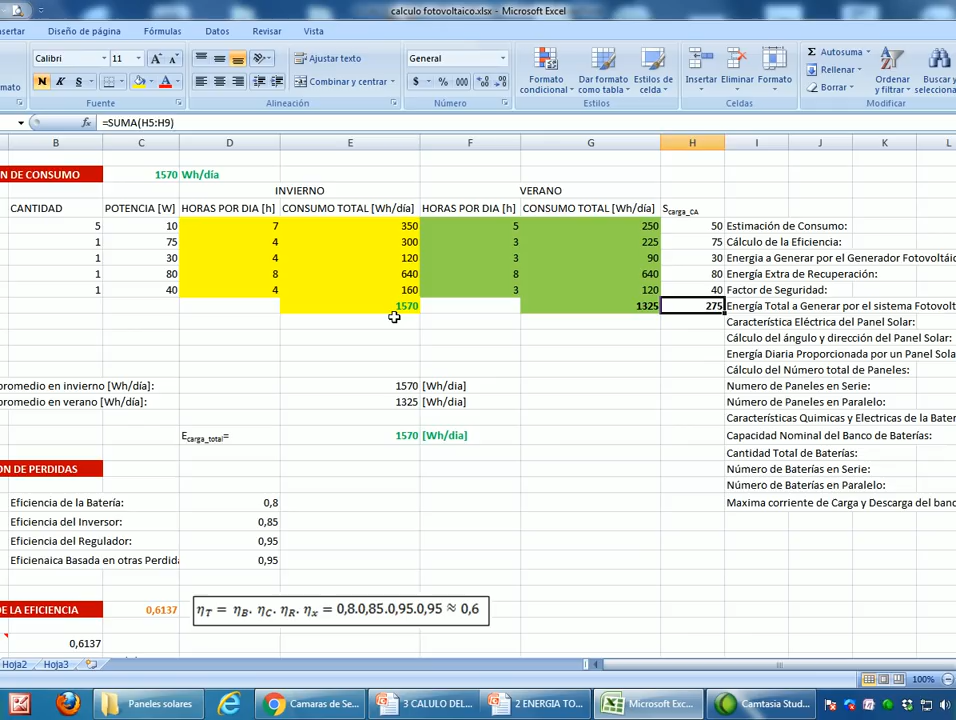 calculo fotovoltaico.xlsx - Microsoft Excel
nsertar Diseño de página Fórmulas Datos Revisar Vista
Calibri 11 Ajustar texto General Autosuma
Rellenar
N K S Combinar y centrar $ % 000 Borrar
Formato condicional Dar formato como tabla Estilos de celda Insertar Eliminar Formato Ordenar y filtrar Buscar y selecciona
rmato Fuente Alineación Número Estilos Celdas Modificar
fx =SUMA(H5:H9)
B C D E F G H I J K L
N DE CONSUMO 1570 Wh/día
INVIERNO VERANO
CANTIDAD POTENCIA [W] HORAS POR DIA [h] CONSUMO TOTAL [Wh/día] HORAS POR DIA [h] CONSUMO TOTAL [Wh/día] Scarga_CA
5 10 7 350 5 250 50 Estimación de Consumo:
1 75 4 300 3 225 75 Cálculo de la Eficiencia:
1 30 4 120 3 90 30 Energia a Generar por el Generador Fotovoltáic
1 80 8 640 8 640 80 Energía Extra de Recuperación:
1 40 4 160 3 120 40 Factor de Seguridad:
1570 1325 275 Energía Total a Generar por el sistema Fotovolt
Característica Eléctrica del Panel Solar:
Cálculo del ángulo y dirección del Panel Solar:
Energía Diaria Proporcionada por un Panel Sola
Cálculo del Número total de Paneles:
promedio en invierno [Wh/día]: 1570 [Wh/dia] Numero de Paneles en Serie:
promedio en verano [Wh/día]: 1325 [Wh/dia] Numero de Paneles en Paralelo:
Características Quimicas y Electricas de la Bater
Ecarga_total= 1570 [Wh/dia] Capacidad Nominal del Banco de Baterías:
Cantidad Total de Baterías:
N DE PERDIDAS Número de Baterías en Serie:
Número de Baterías en Paralelo:
Eficiencia de la Batería: 0,8 Maxima corriente de Carga y Descarga del banc
Eficiencia del Inversor: 0,85
Eficiencia del Regulador: 0,95
Eficienaica Basada en otras Perdida 0,95
DE LA EFICIENCIA 0,6137 ηT = ηB. ηC. ηR. ηx = 0,8.0,85.0,95.0,95 ≈ 0,6
0,6137
Hoja2 Hoja3
100%
Paneles solares Camaras de Se... 3 CALULO DEL... 2 ENERGIA TO... Microsoft Exc... Camtasia Stud...